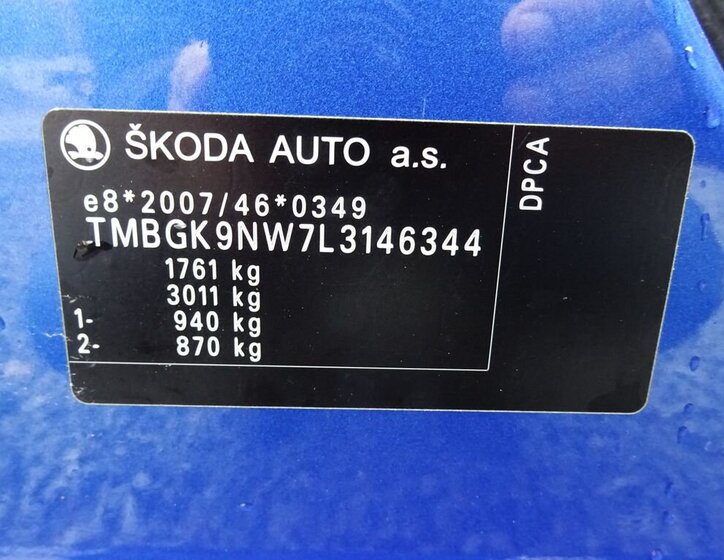 ŠKODA AUTO a.s.
e8*2007/46*0349
TMBGK9NW7L3146344
1761 kg
3011 kg
1- 940 kg
2- 870 kg
DPCA